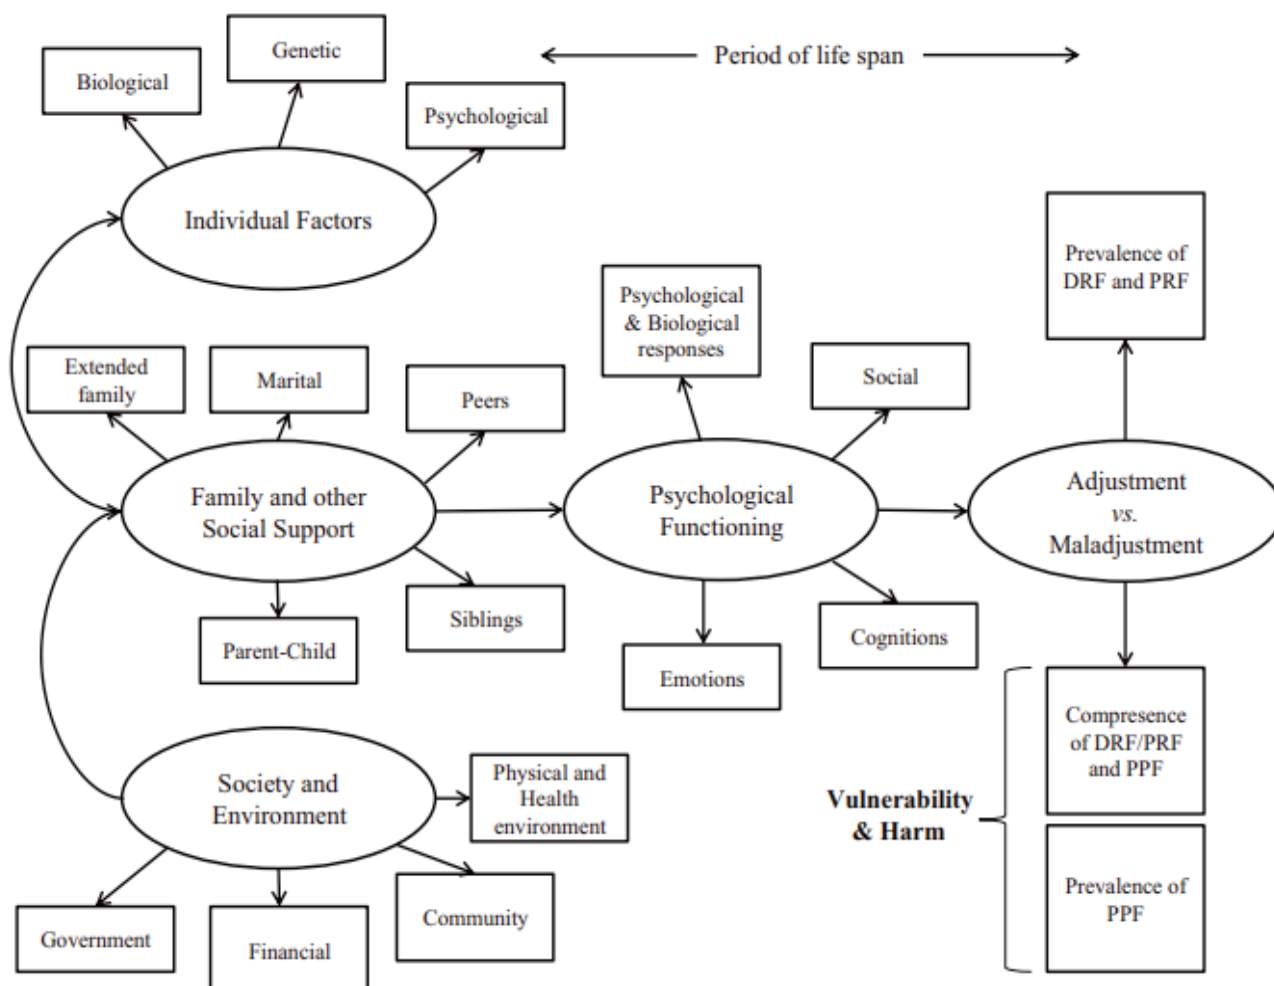 Genetic
Period of life span
Biological
Psychological
Individual Factors
Prevalence of
DRF and PRF
Psychological
& Biological
responses
Extended
family
Marital
Peers
Social
Family and other
Social Support
Psychological
Functioning
Adjustment
vs.
Maladjustment
Parent-Child
Siblings
Emotions
Cognitions
Society and
Environment
Physical and
Health
environment
Compresence
of DRF/PRF
and PPF
Vulnerability
& Harm
Prevalence of
PPF
Government
Financial
Community